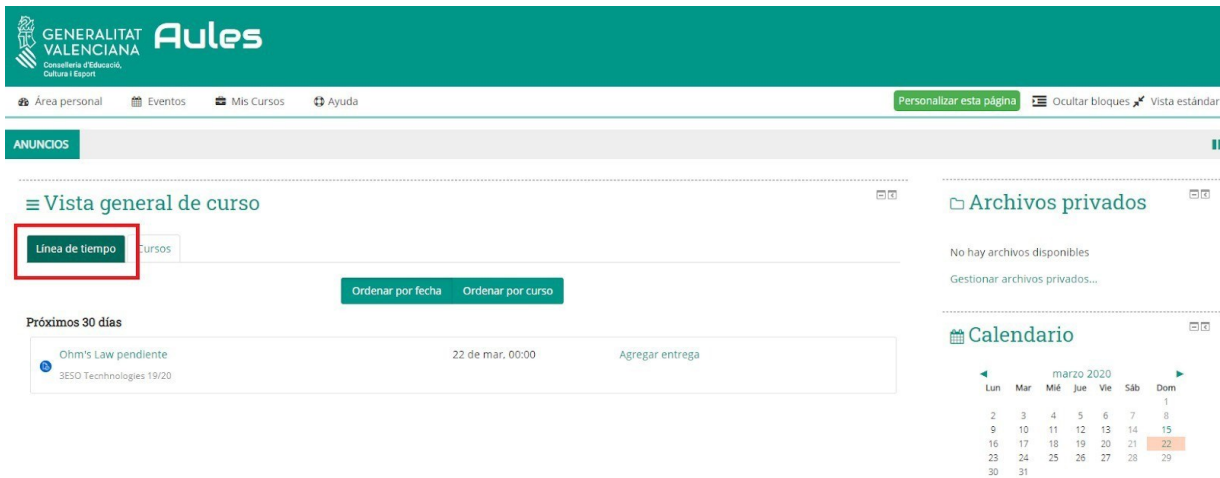 GENERALITAT
VALENCIANA
Conselleria d'Educació,
Cultura i Esport
Aules
Área personal Eventos Mis Cursos Ayuda Personalizar esta página Ocultar bloques Vista estándar
ANUNCIOS
Vista general de curso
Línea de tiempo Cursos
Ordenar por fecha Ordenar por curso
Próximos 30 días
Ohm's Law pendiente 22 de mar, 00:00 Agregar entrega
3ESO Tecnhnologies 19/20
Archivos privados
No hay archivos disponibles
Gestionar archivos privados...
Calendario
marzo 2020
Lun Mar Mié Jue Vie Sáb Dom
1
2 3 4 5 6 7 8
9 10 11 12 13 14 15
16 17 18 19 20 21 22
23 24 25 26 27 28 29
30 31